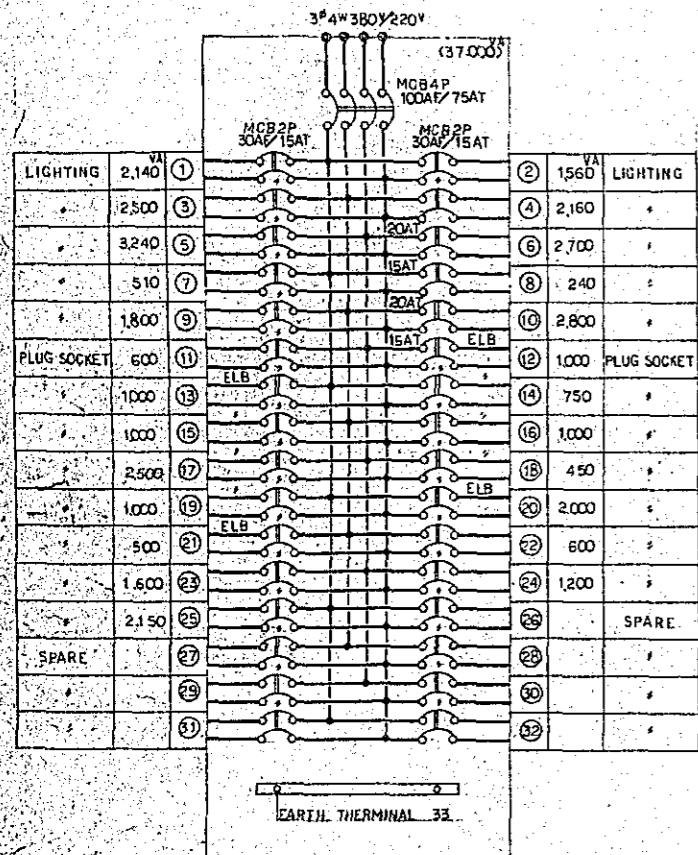 3ø4W380Y/220V
(37.000)VA
MCB4P
100AF/75AT
MCB2P
30AF/15AT
MCB2P
30AF/15AT
LIGHTING 2,140 VA ① ② 1,560 VA LIGHTING
〃 2,500 ③ ④ 2,160 〃
20AT
〃 3,240 ⑤ ⑥ 2,700 〃
15AT
〃 510 ⑦ ⑧ 240 〃
20AT
〃 1,800 ⑨ ⑩ 2,800 〃
15AT ELB
PLUG SOCKET 600 ⑪ ⑫ 1,000 PLUG SOCKET
ELB
〃 1,000 ⑬ ⑭ 750 〃
〃 1,000 ⑮ ⑯ 1,000 〃
〃 2,500 ⑰ ⑱ 450 〃
ELB
〃 1,000 ⑲ ⑳ 2,000 〃
ELB
〃 500 ㉑ ㉒ 600 〃
〃 1,600 ㉓ ㉔ 1,200 〃
〃 2,150 ㉕ ㉖ SPARE
SPARE ㉗ ㉘ 〃
〃 ㉙ ㉚ 〃
〃 ㉛ ㉜ 〃
EARTH THERMINAL 33